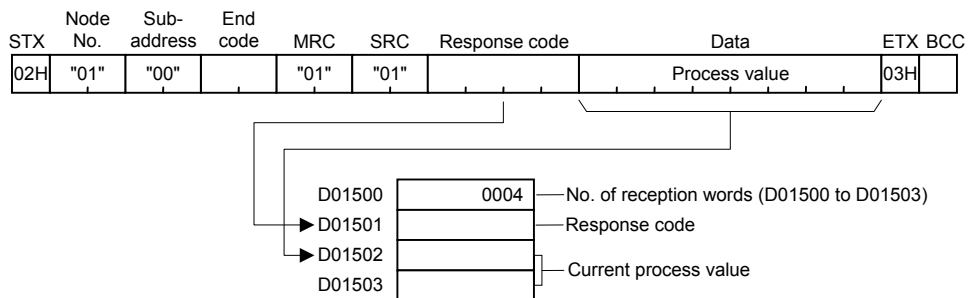 STX Node No. Sub-address End code MRC SRC Response code Data ETX BCC
02H "01" "00" "01" "01" Process value 03H
D01500 0004 No. of reception words (D01500 to D01503)
D01501 Response code
D01502
Current process value
D01503